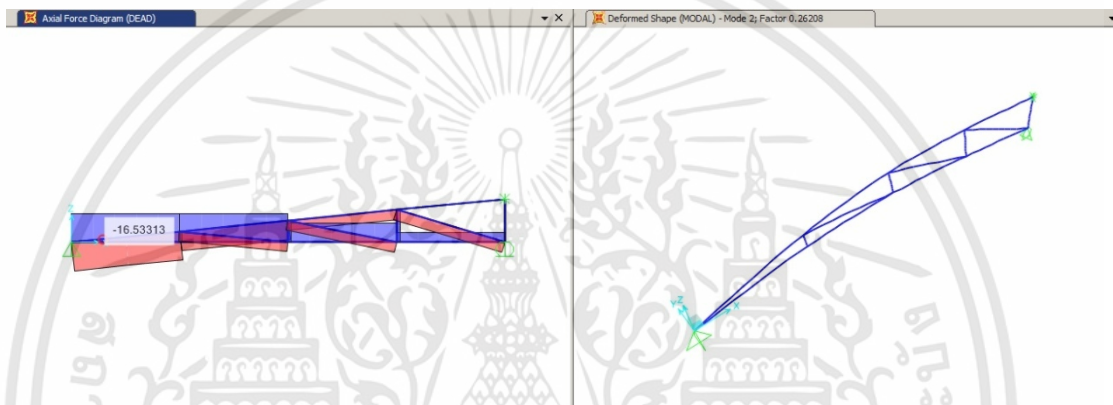 Axial Force Diagram (DEAD)
Deformed Shape (MODAL) - Mode 2; Factor 0.26208
-16.53313
Z
Z
Y
X